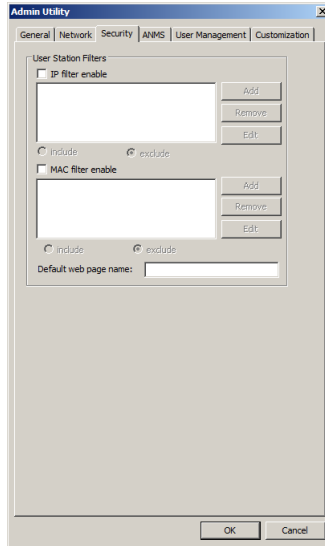 Admin Utility
General Network Security ANMS User Management Customization
User Station Filters
IP filter enable
Add
Remove
Edit
include exclude
MAC filter enable
Add
Remove
Edit
include exclude
Default web page name:
OK Cancel